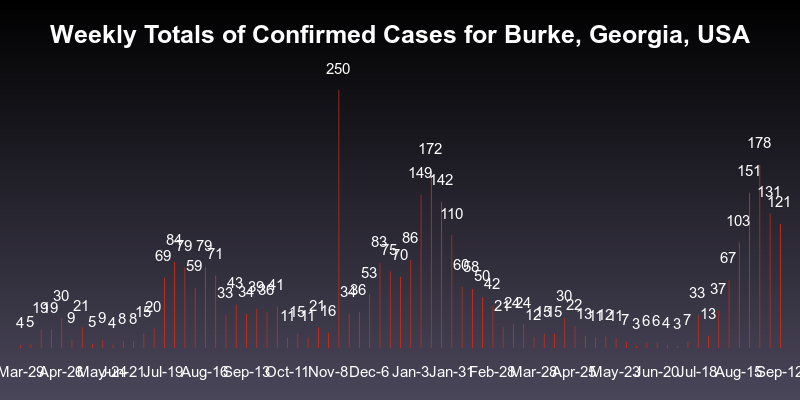 Weekly Totals of Confirmed Cases for Burke, Georgia, USA
4 5 19 19 30 9 21 5 9 4 8 8 15 20 69 84 79 59 79 71 33 43 34 39 36 41 11 15 11 21 16 250 34 36 53 83 75 70 86 149 172 142 110 60 58 50 42 21 24 24 12 15 15 30 22 13 11 12 11 7 3 6 6 4 3 7 33 13 37 67 103 151 178 131 121
Mar-29 Apr-26 May-24 Jun-21 Jul-19 Aug-16 Sep-13 Oct-11 Nov-8 Dec-6 Jan-3 Jan-31 Feb-28 Mar-28 Apr-25 May-23 Jun-20 Jul-18 Aug-15 Sep-12